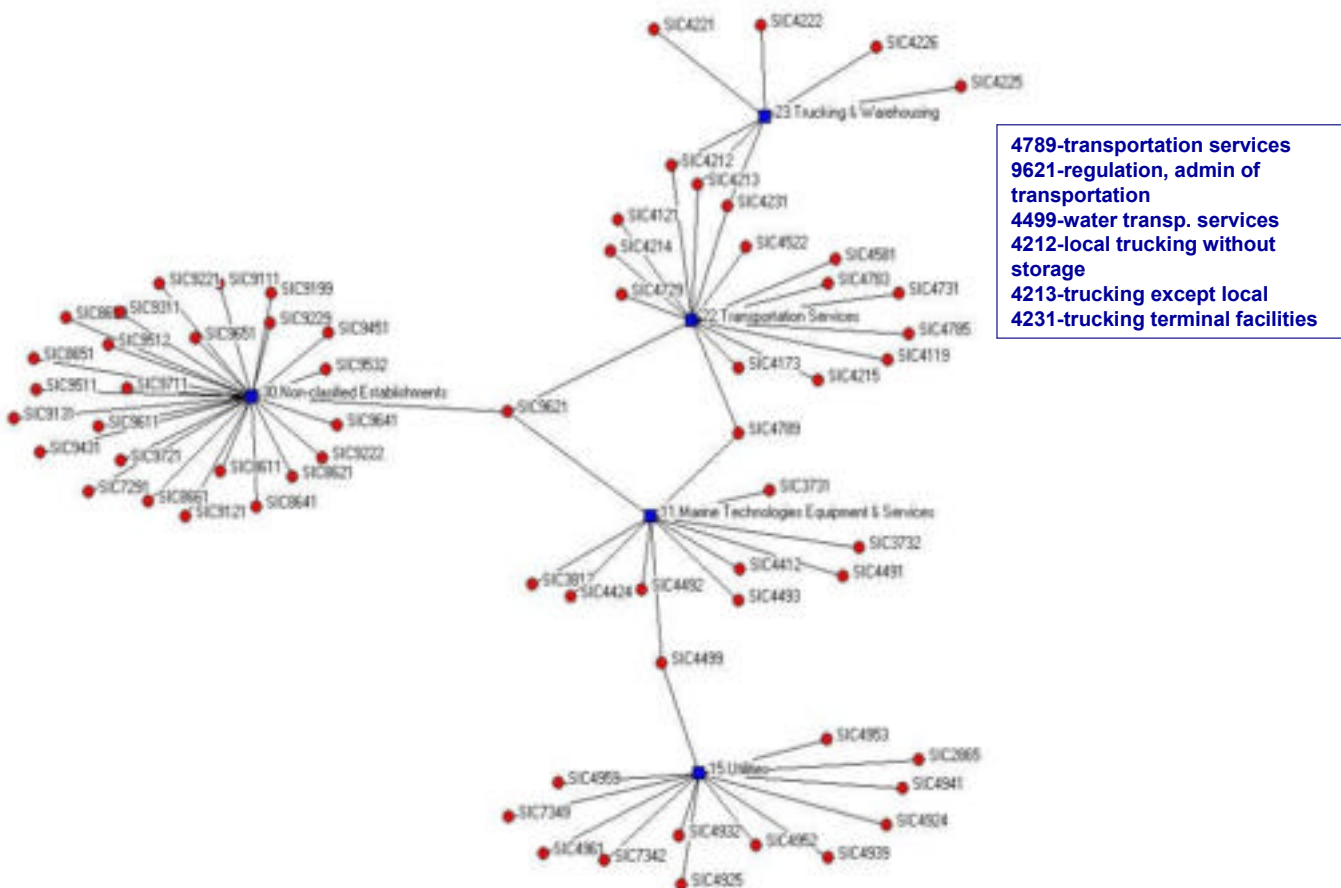 SIC4221
SIC4222
SIC4226
SIC4225
23.Trucking & Warehousing
SIC4212
SIC4213
SIC4231
SIC4121
SIC4214
SIC4729
SIC4522
SIC4581
SIC4783
SIC4731
SIC4785
22.Transportation Services
SIC4119
SIC4173
SIC4215
4789-transportation services
9621-regulation, admin of
transportation
4499-water transp. services
4212-local trucking without
storage
4213-trucking except local
4231-trucking terminal facilities
SIC9221
SIC9111
SIC9199
SIC9311
SIC9229
SIC9451
SIC9651
SIC9512
SIC8651
SIC9532
SIC9511
SIC9711
30.Non-clasified Establishments
SIC9131
SIC9611
SIC9641
SIC9431
SIC9721
SIC9222
SIC8611
SIC8621
SIC7291
SIC8661
SIC8641
SIC9121
SIC9621
SIC4789
SIC3731
11.Marine Technologies Equipment & Services
SIC3732
SIC4412
SIC4491
SIC4424
SIC4492
SIC4493
SIC4499
SIC4953
SIC2865
15.Utilities
SIC4959
SIC4941
SIC7349
SIC4924
SIC4932
SIC4952
SIC4961
SIC7342
SIC4939
SIC4925